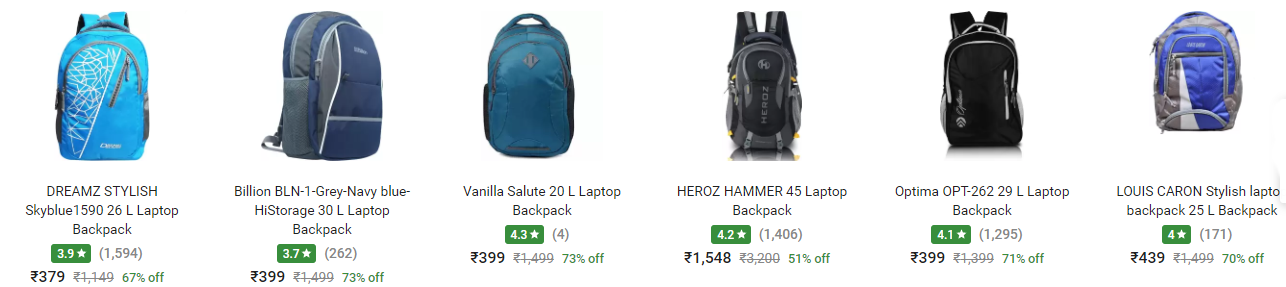 HEROZ
Optima
DREAMZ STYLISH
Skyblue1590 26 L Laptop
Backpack
3.9 ★ (1,594)
₹379 ₹1,149 67% off
Billion BLN-1-Grey-Navy blue-
HiStorage 30 L Laptop
Backpack
3.7 ★ (262)
₹399 ₹1,499 73% off
Vanilla Salute 20 L Laptop
Backpack
4.3 ★ (4)
₹399 ₹1,499 73% off
HEROZ HAMMER 45 Laptop
Backpack
4.2 ★ (1,406)
₹1,548 ₹3,200 51% off
Optima OPT-262 29 L Laptop
Backpack
4.1 ★ (1,295)
₹399 ₹1,399 71% off
LOUIS CARON Stylish lapto
backpack 25 L Backpack
4 ★ (171)
₹439 ₹1,499 70% off